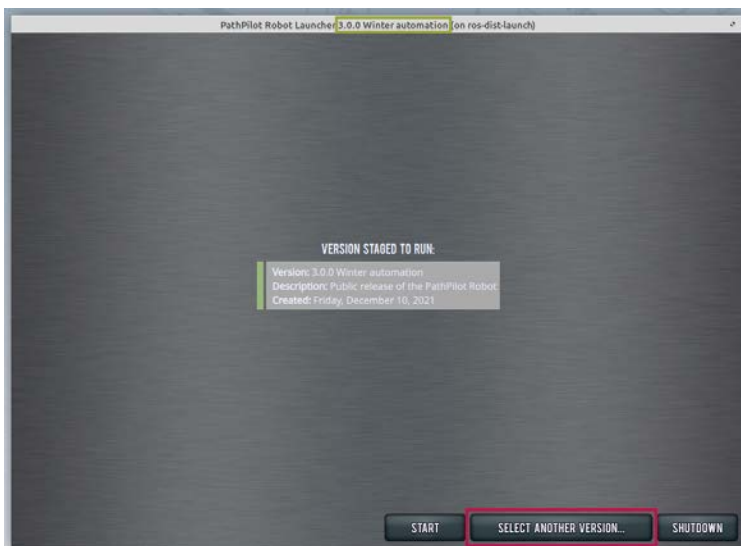 PathPilot Robot Launcher 3.0.0 Winter automation (on ros-dist-launch)
VERSION STAGED TO RUN:
Version: 3.0.0 Winter automation
Description: Public release of the PathPilot Robot
Created: Friday, December 10, 2021
START
SELECT ANOTHER VERSION...
SHUTDOWN